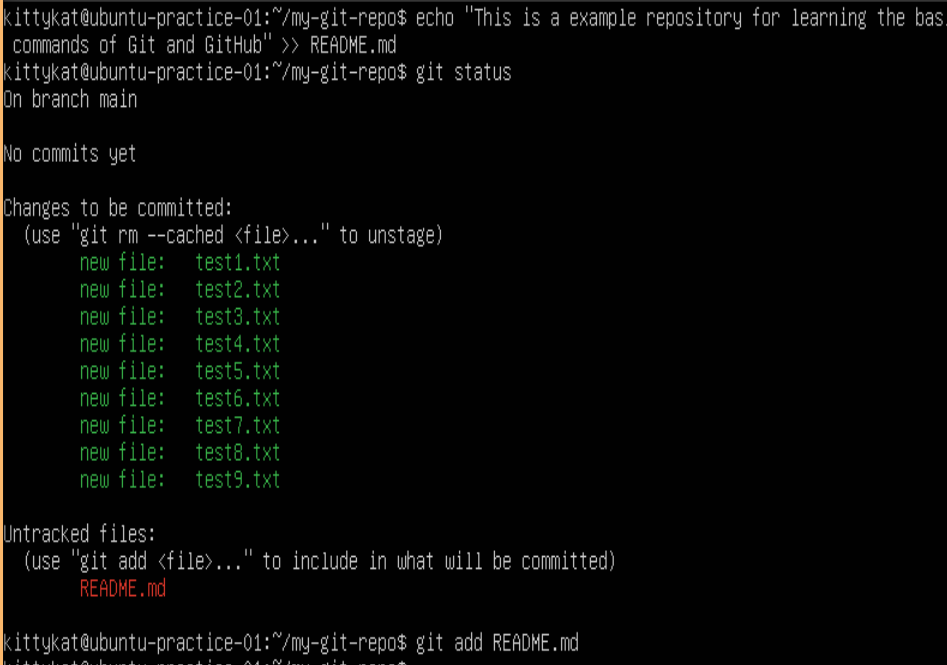 kittykat@ubuntu-practice-01:~/my-git-repo$ echo "This is a example repository for learning the bas
commands of Git and GitHub" >> README.md
kittykat@ubuntu-practice-01:~/my-git-repo$ git status
On branch main
No commits yet
Changes to be committed:
(use "git rm --cached <file>..." to unstage)
new file: test1.txt
new file: test2.txt
new file: test3.txt
new file: test4.txt
new file: test5.txt
new file: test6.txt
new file: test7.txt
new file: test8.txt
new file: test9.txt
Untracked files:
(use "git add <file>..." to include in what will be committed)
README.md
kittykat@ubuntu-practice-01:~/my-git-repo$ git add README.md